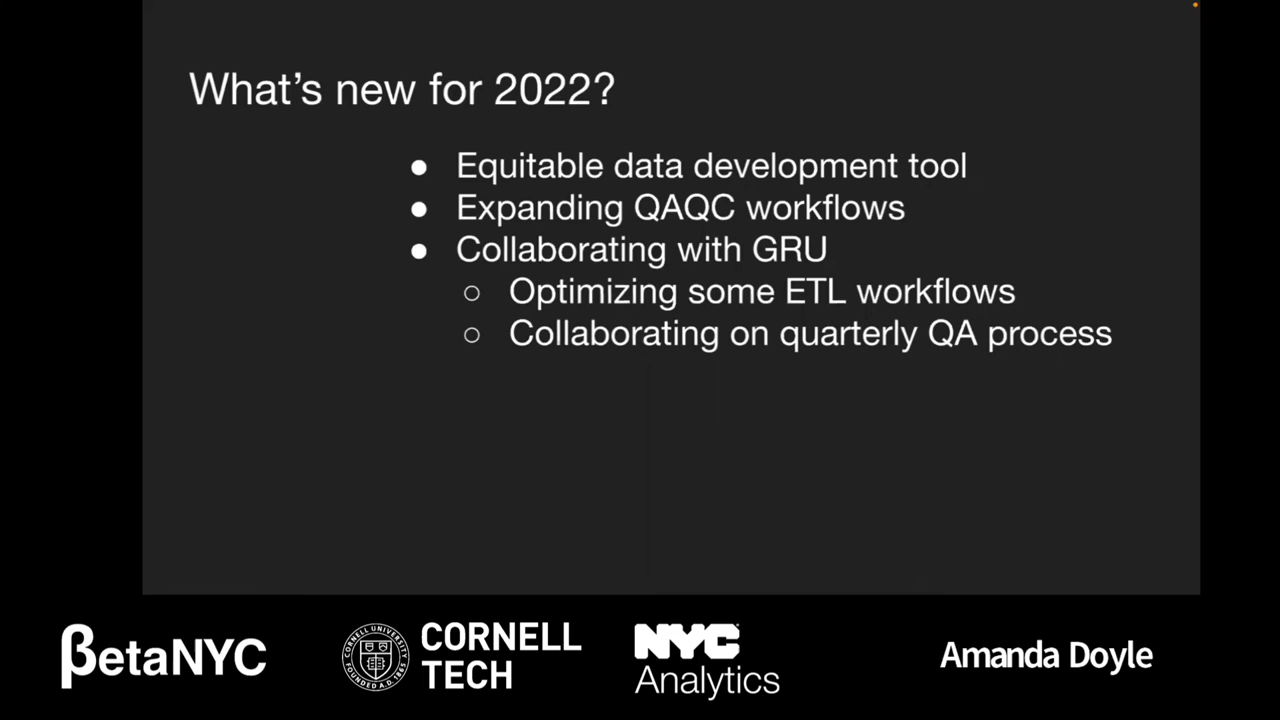 What's new for 2022?
● Equitable data development tool
● Expanding QAQC workflows
● Collaborating with GRU
○ Optimizing some ETL workflows
○ Collaborating on quarterly QA process
βetaNYC
CORNELL UNIVERSITY
FOUNDED A.D. 1865
CORNELL
TECH
NYC
Analytics
Amanda Doyle